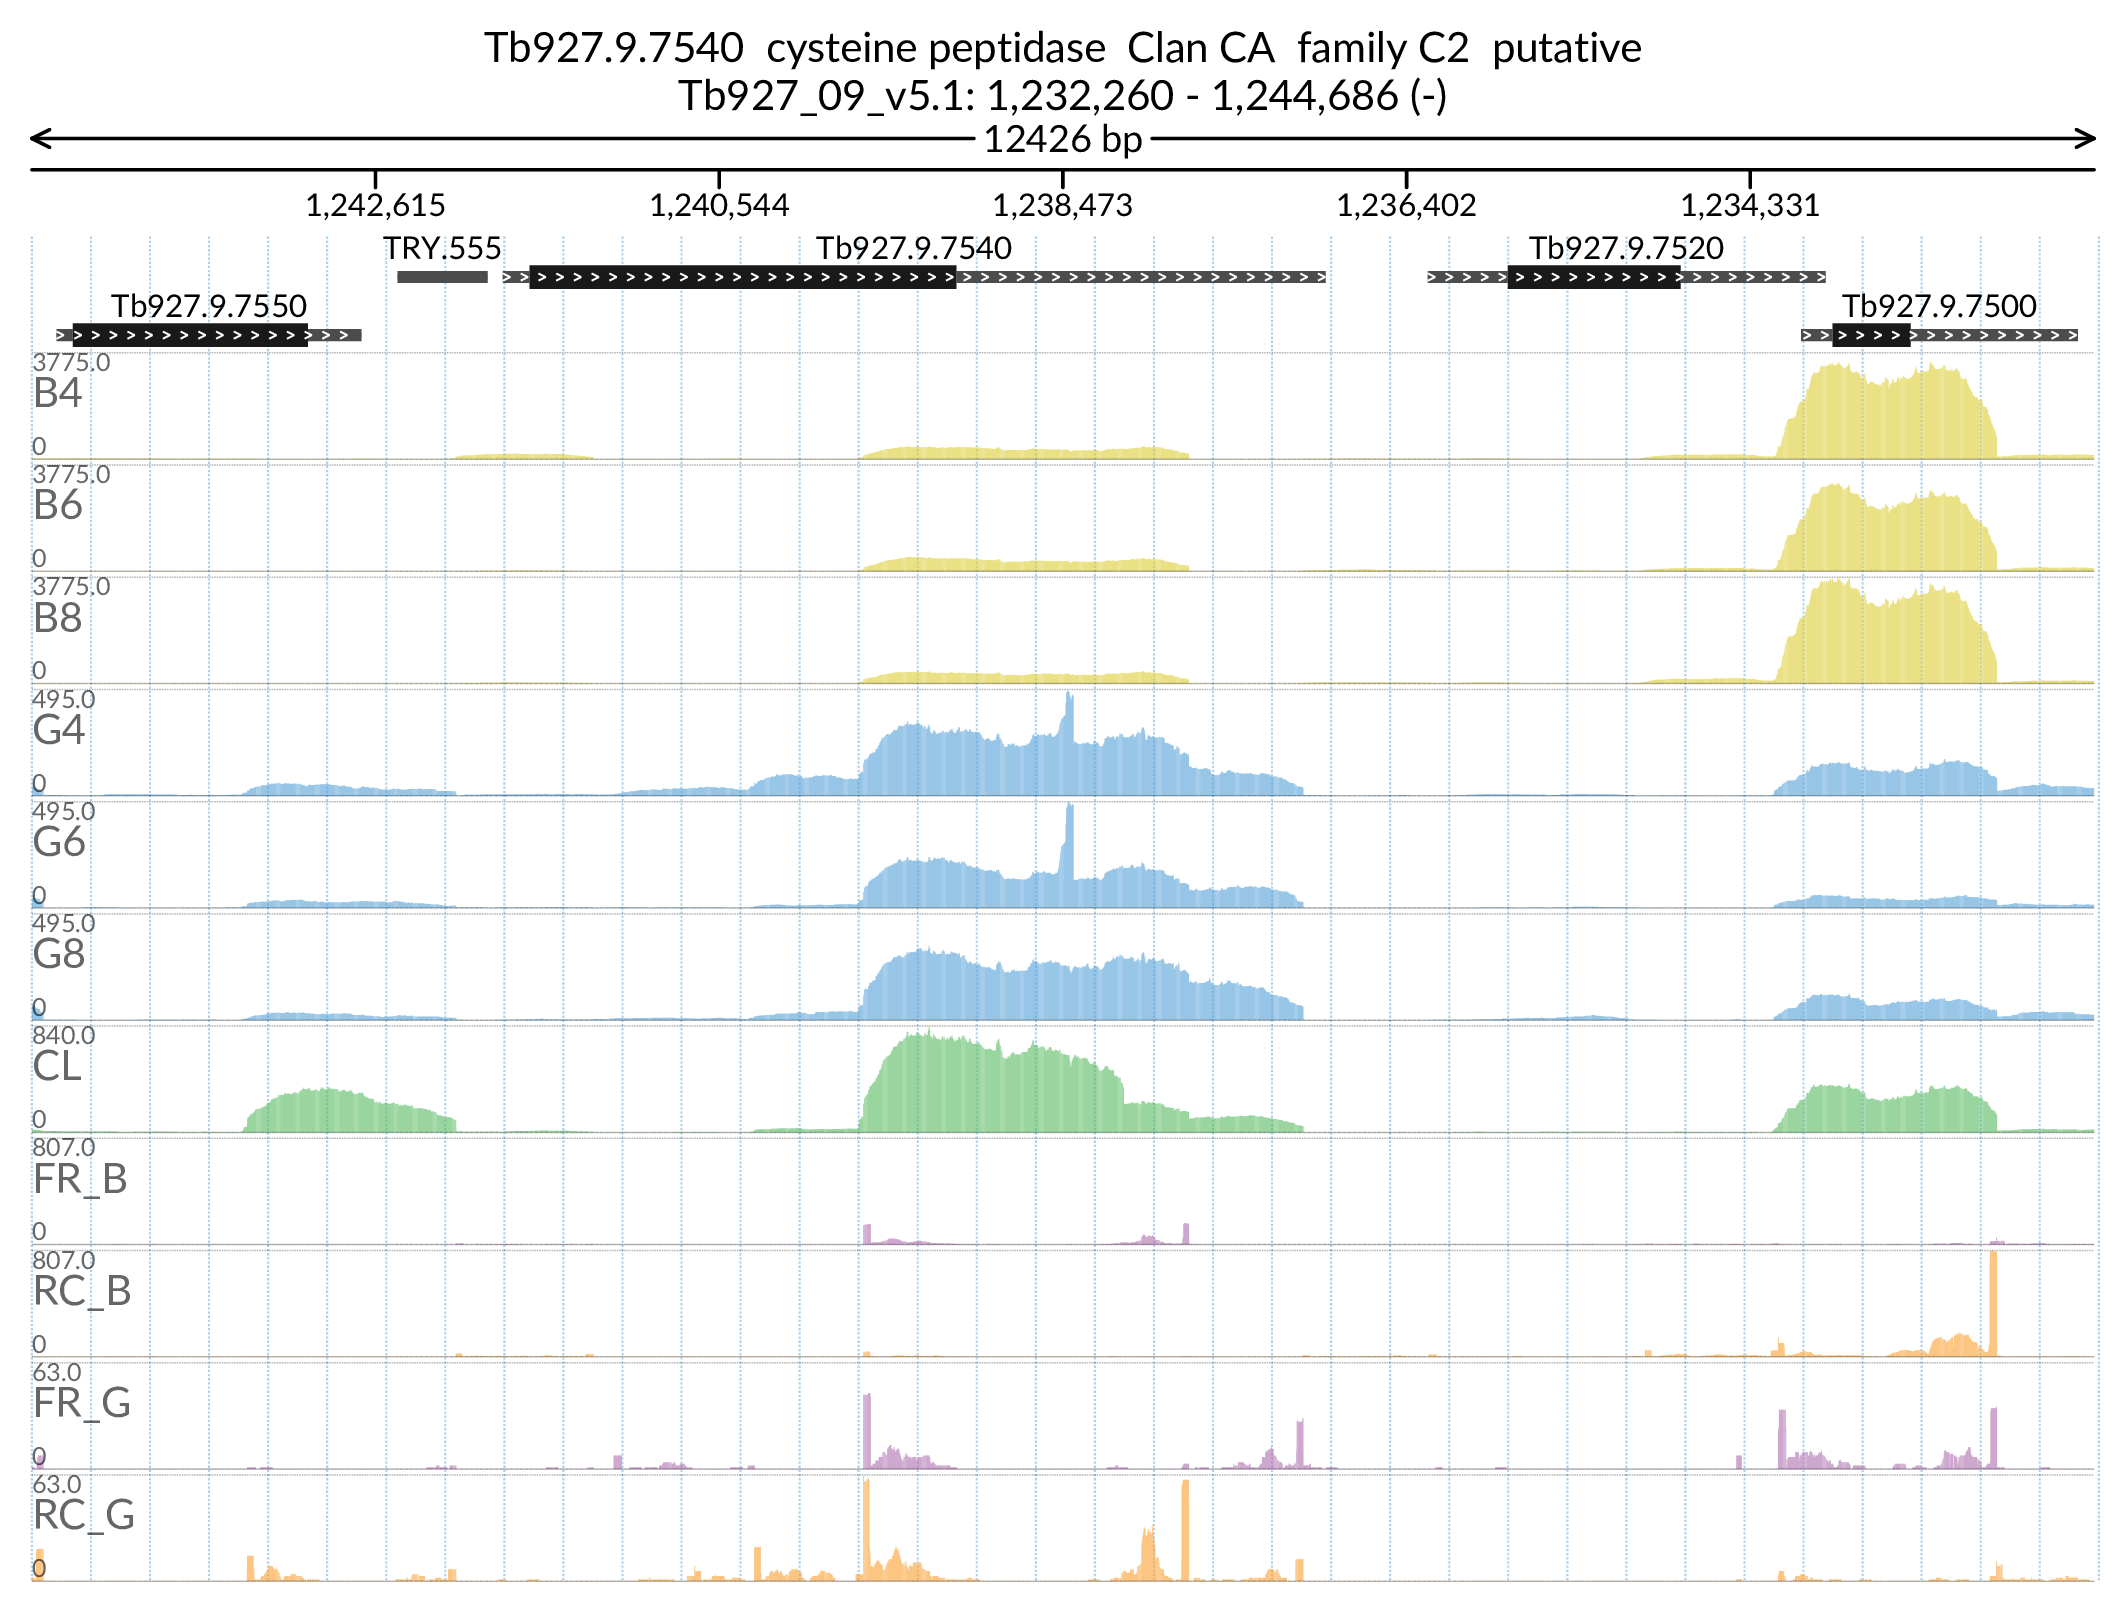 Tb927.9.7540  cysteine peptidase  Clan CA  family C2  putative
Tb927_09_v5.1: 1,232,260 - 1,244,686 (-)
12426 bp
1,242,615 1,240,544 1,238,473 1,236,402 1,234,331
TRY.555 Tb927.9.7540 Tb927.9.7520
Tb927.9.7550 Tb927.9.7500
3775.0
B4
0
3775.0
B6
0
3775.0
B8
0
495.0
G4
0
495.0
G6
0
495.0
G8
0
840.0
CL
0
807.0
FR_B
0
807.0
RC_B
0
63.0
FR_G
0
63.0
RC_G
0